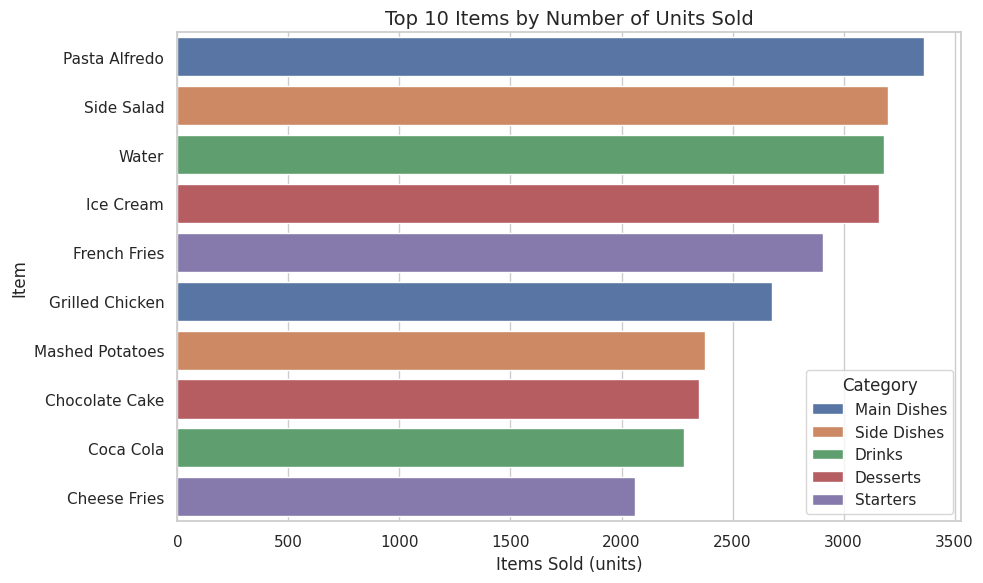 Top 10 Items by Number of Units Sold
Item
Pasta Alfredo
Side Salad
Water
Ice Cream
French Fries
Grilled Chicken
Mashed Potatoes
Chocolate Cake
Coca Cola
Cheese Fries
Category
Main Dishes
Side Dishes
Drinks
Desserts
Starters
0 500 1000 1500 2000 2500 3000 3500
Items Sold (units)